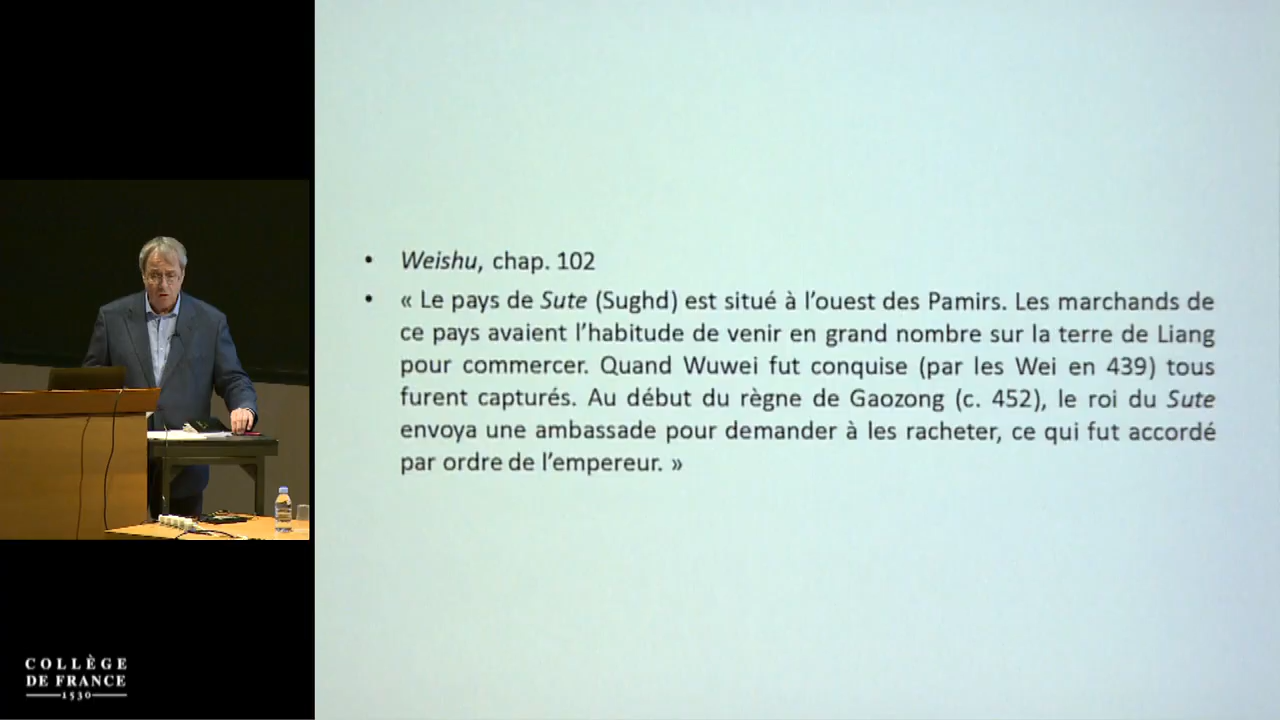 Weishu, chap. 102
« Le pays de Sute (Sughd) est situé à l'ouest des Pamirs. Les marchands de
ce pays avaient l'habitude de venir en grand nombre sur la terre de Liang
pour commercer. Quand Wuwei fut conquise (par les Wei en 439) tous
furent capturés. Au début du règne de Gaozong (c. 452), le roi du Sute
envoya une ambassade pour demander à les racheter, ce qui fut accordé
par ordre de l'empereur. »
COLLÈGE
DE FRANCE
1530